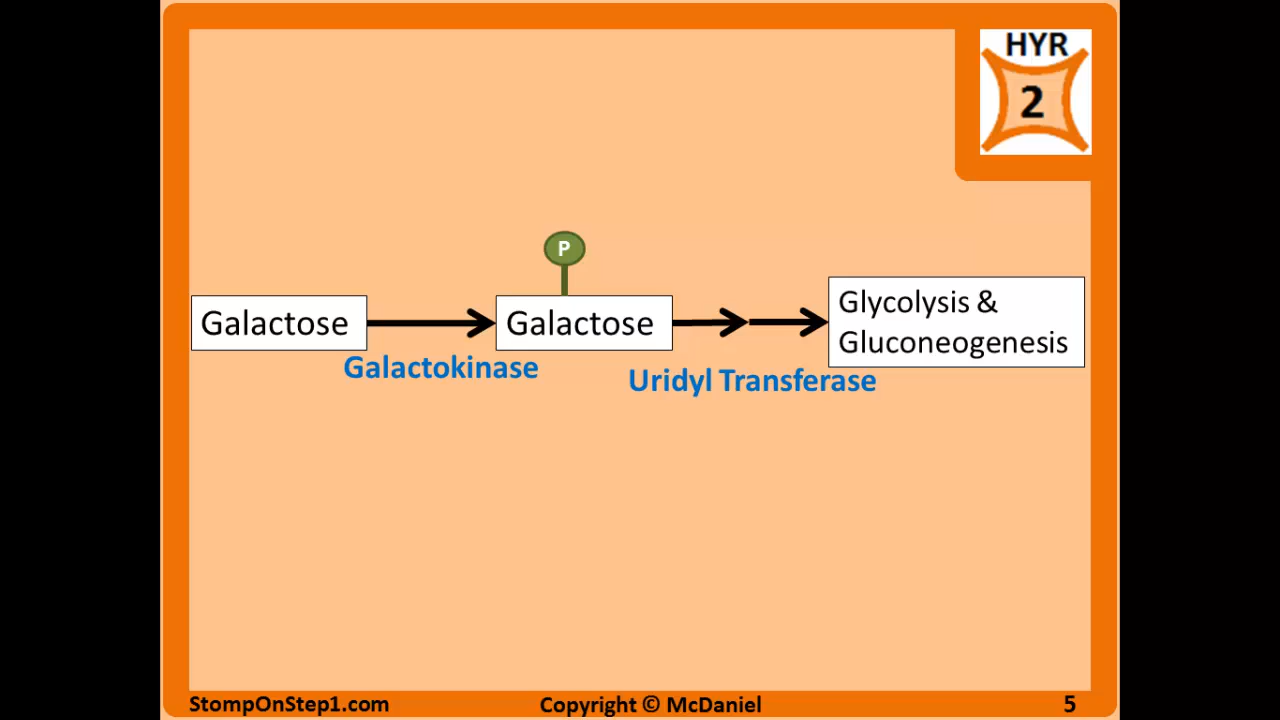 HYR
2
P
Galactose
Galactose
Glycolysis &
Gluconeogenesis
Galactokinase
Uridyl Transferase
StompOnStep1.com
Copyright © McDaniel
5